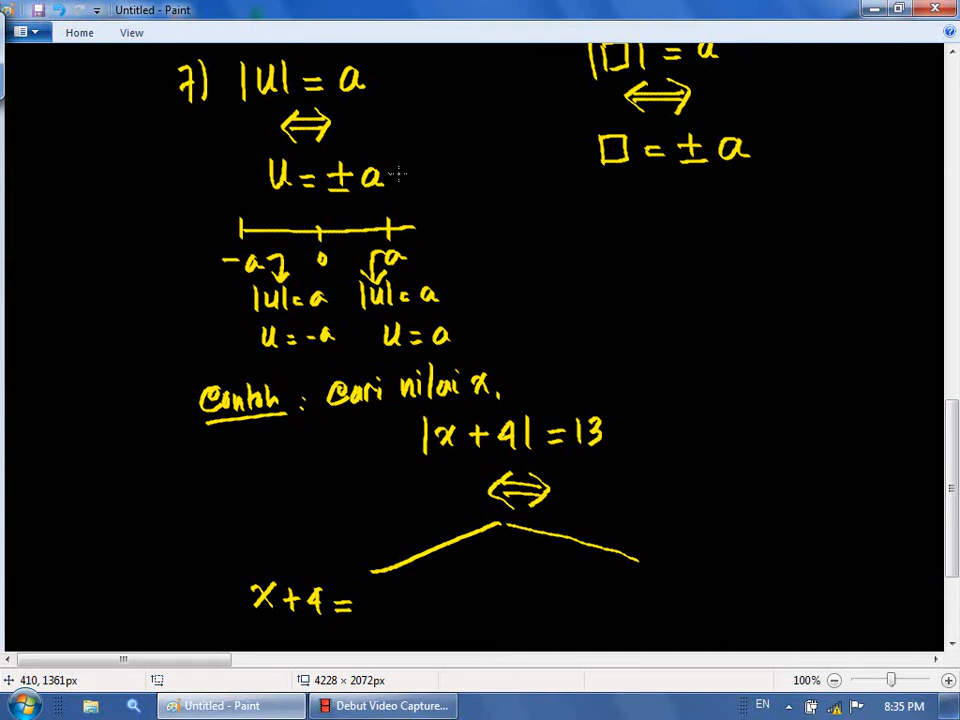 Untitled - Paint
Home View
7) |u| = a
⇔
u = ± a
-a 0 a
|u| = a |u| = a
u = -a u = a
|□| = a
⇔
□ = ± a
Contoh : Cari nilai x.
|x + 4| = 13
⇔
x + 4 =
410, 1361px 4228 × 2072px 100%
Untitled - Paint Debut Video Capture... EN 8:35 PM